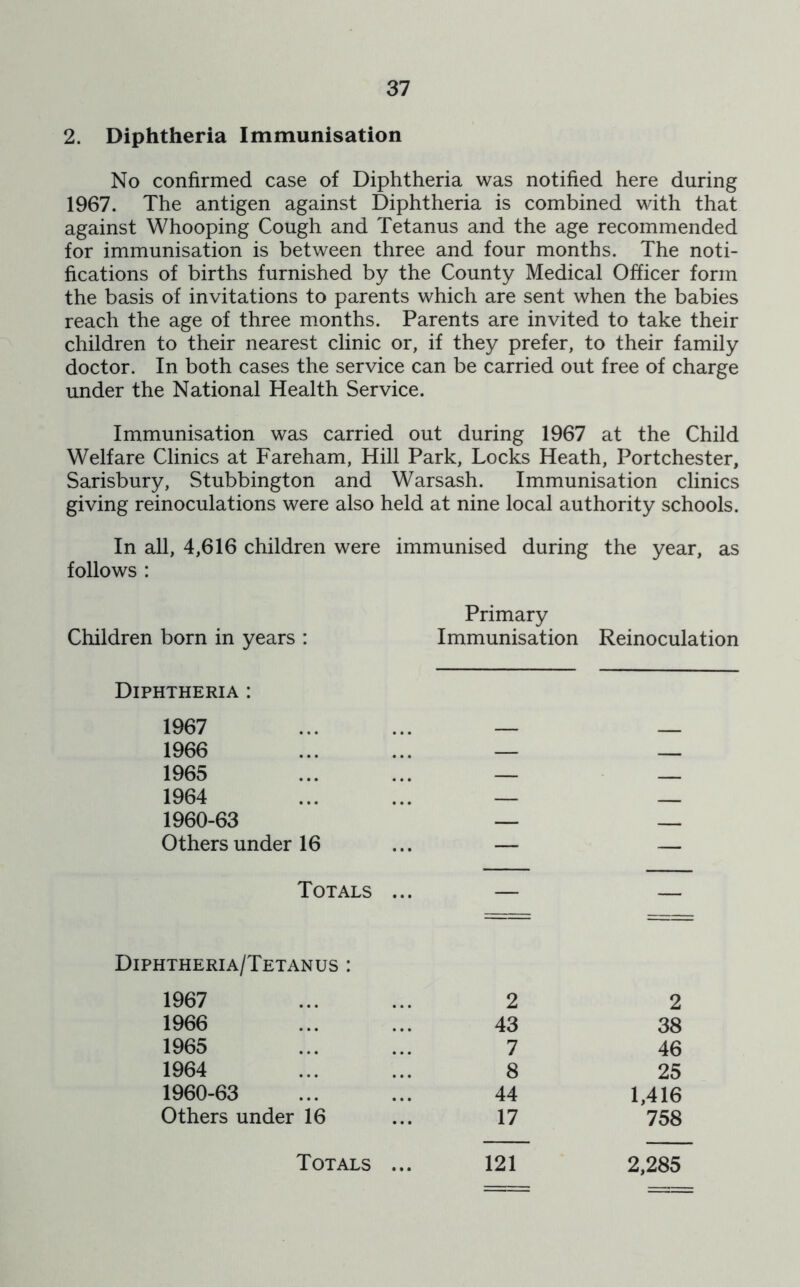 37
2. Diphtheria Immunisation
No confirmed case of Diphtheria was notified here during
1967. The antigen against Diphtheria is combined with that
against Whooping Cough and Tetanus and the age recommended
for immunisation is between three and four months. The noti-
fications of births furnished by the County Medical Officer form
the basis of invitations to parents which are sent when the babies
reach the age of three months. Parents are invited to take their
children to their nearest clinic or, if they prefer, to their family
doctor. In both cases the service can be carried out free of charge
under the National Health Service.
Immunisation was carried out during 1967 at the Child
Welfare Clinics at Fareham, Hill Park, Locks Heath, Portchester,
Sarisbury, Stubbington and Warsash. Immunisation clinics
giving reinoculations were also held at nine local authority schools.
In all, 4,616 children were immunised during the year, as
follows :
Primary
Children born in years : Immunisation Reinoculation
DIPHTHERIA :
1967 ... ... — —
1966 ... ... — —
1965 ... ... — —
1964 ... ... — —
1960-63 — —
Others under 16 ... — —
TOTALS ... — —
DIPHTHERIA/TETANUS :
1967 ... ... 2 2
1966 ... ... 43 38
1965 ... ... 7 46
1964 ... ... 8 25
1960-63 ... ... 44 1,416
Others under 16 ... 17 758
TOTALS ... 121 2,285